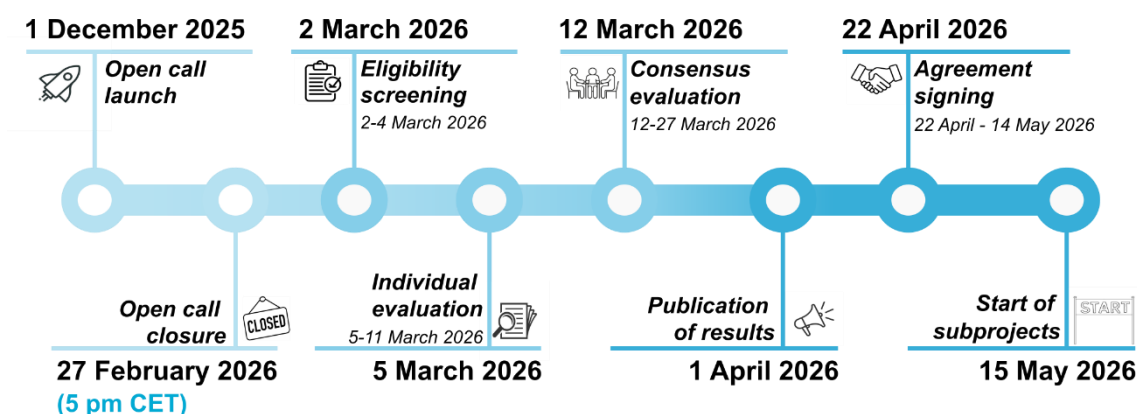 1 December 2025
Open call
launch
2 March 2026
Eligibility
screening
2-4 March 2026
12 March 2026
Consensus
evaluation
12-27 March 2026
22 April 2026
Agreement
signing
22 April - 14 May 2026
Open call
closure
CLOSED
27 February 2026
(5 pm CET)
Individual
evaluation
5-11 March 2026
5 March 2026
Publication
of results
1 April 2026
Start of
subprojects
START
15 May 2026